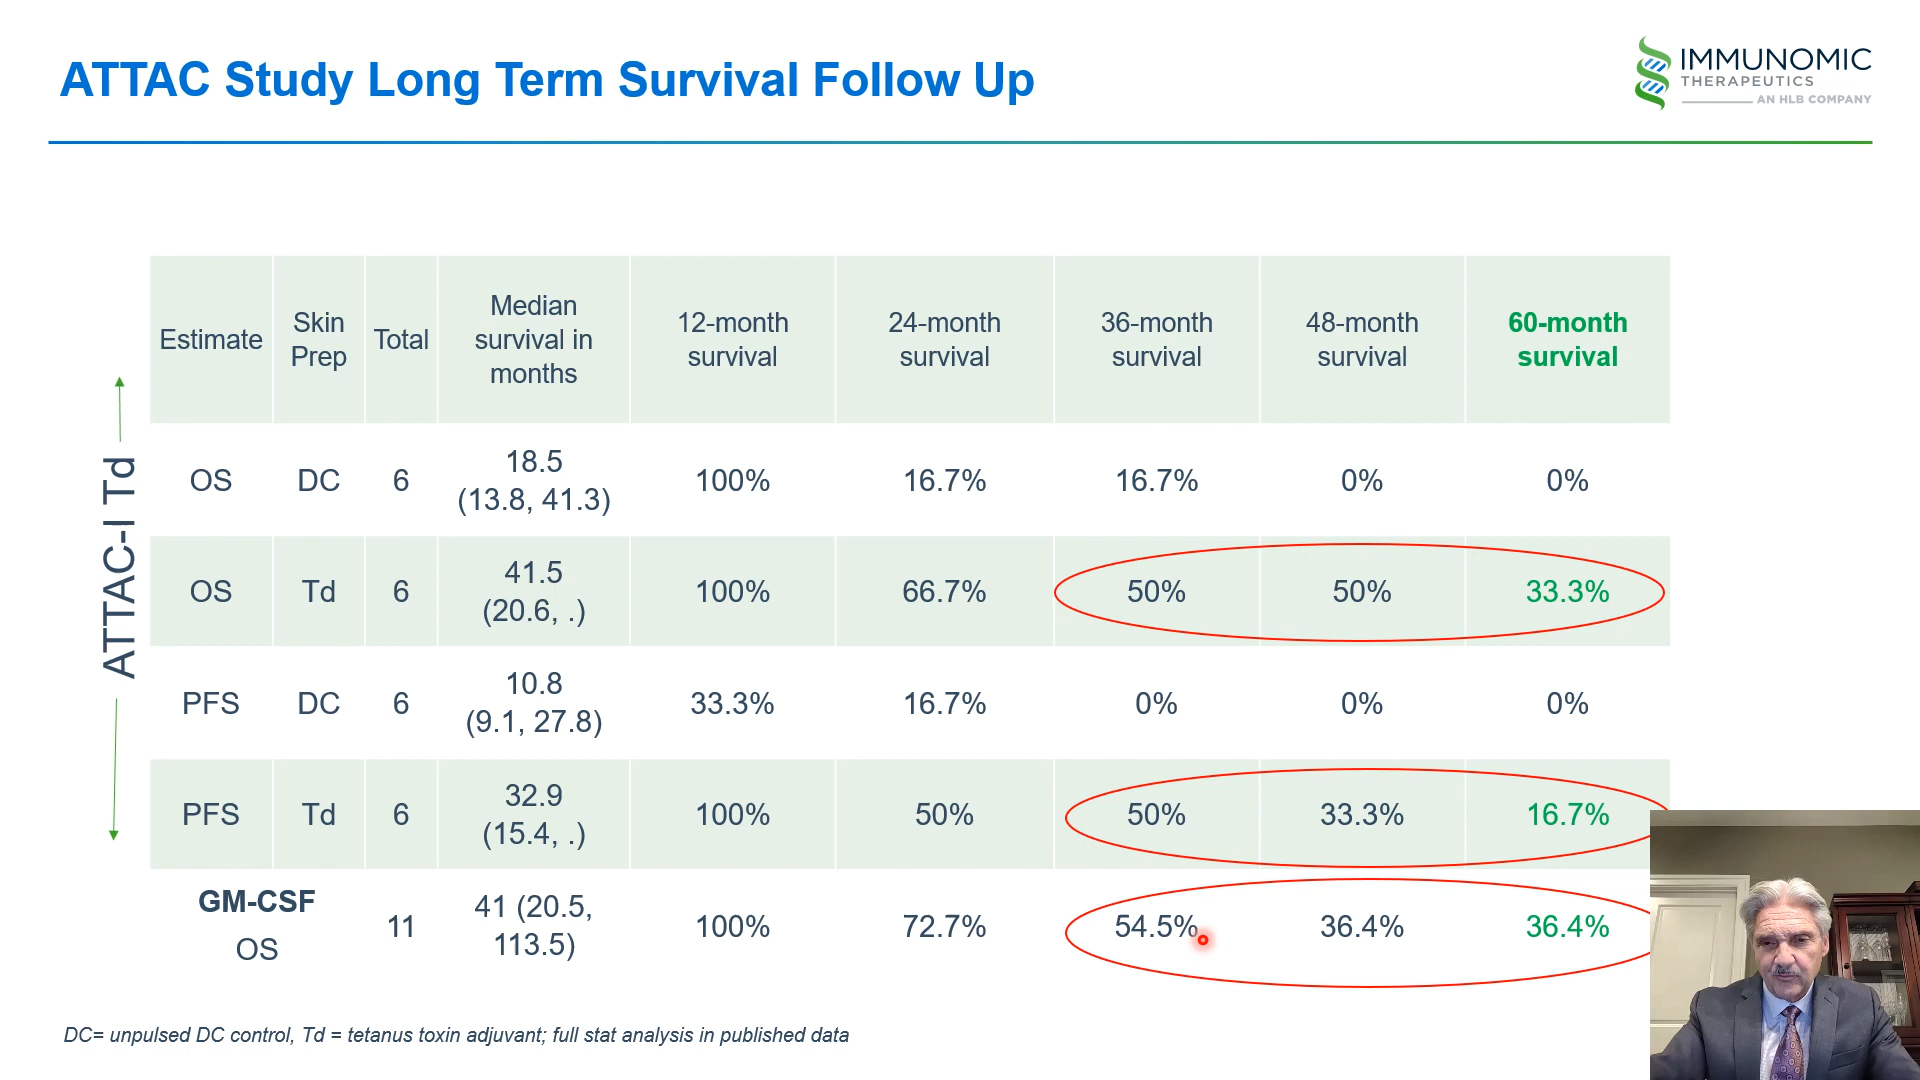 ATTAC Study Long Term Survival Follow Up
IMMUNOMIC
THERAPEUTICS
AN HLB COMPANY
Estimate
Skin
Prep
Total
Median
survival in
months
12-month
survival
24-month
survival
36-month
survival
48-month
survival
60-month
survival
ATTAC-I Td
OS
DC
6
18.5
(13.8, 41.3)
100%
16.7%
16.7%
0%
0%
OS
Td
6
41.5
(20.6, .)
100%
66.7%
50%
50%
33.3%
PFS
DC
6
10.8
(9.1, 27.8)
33.3%
16.7%
0%
0%
0%
PFS
Td
6
32.9
(15.4, .)
100%
50%
50%
33.3%
16.7%
GM-CSF
OS
11
41 (20.5,
113.5)
100%
72.7%
54.5%
36.4%
36.4%
DC= unpulsed DC control, Td = tetanus toxin adjuvant; full stat analysis in published data